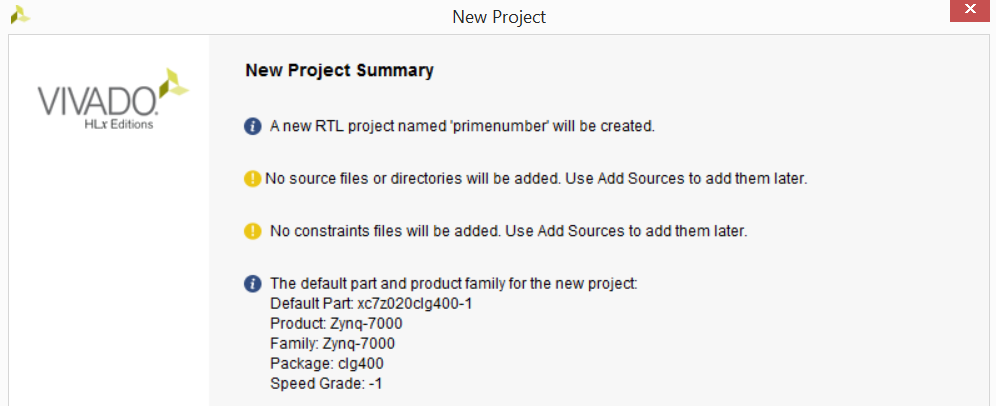 New Project
VIVADO.
HLx Editions
New Project Summary
A new RTL project named 'primenumber' will be created.
No source files or directories will be added. Use Add Sources to add them later.
No constraints files will be added. Use Add Sources to add them later.
The default part and product family for the new project:
Default Part: xc7z020clg400-1
Product: Zynq-7000
Family: Zynq-7000
Package: clg400
Speed Grade: -1